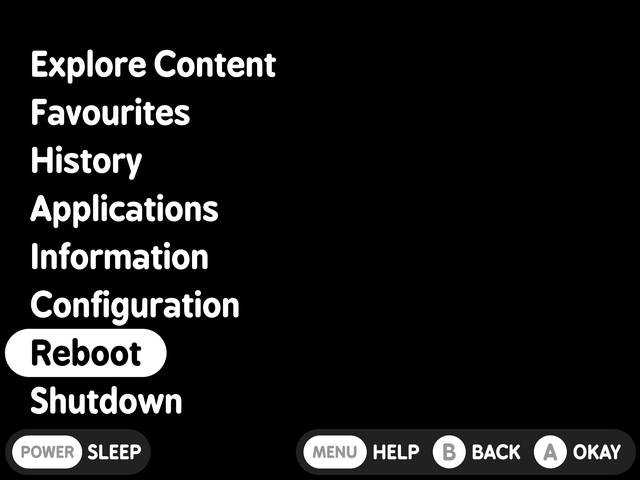 Explore Content
Favourites
History
Applications
Information
Configuration
Reboot
Shutdown
POWER SLEEP MENU HELP B BACK A OKAY